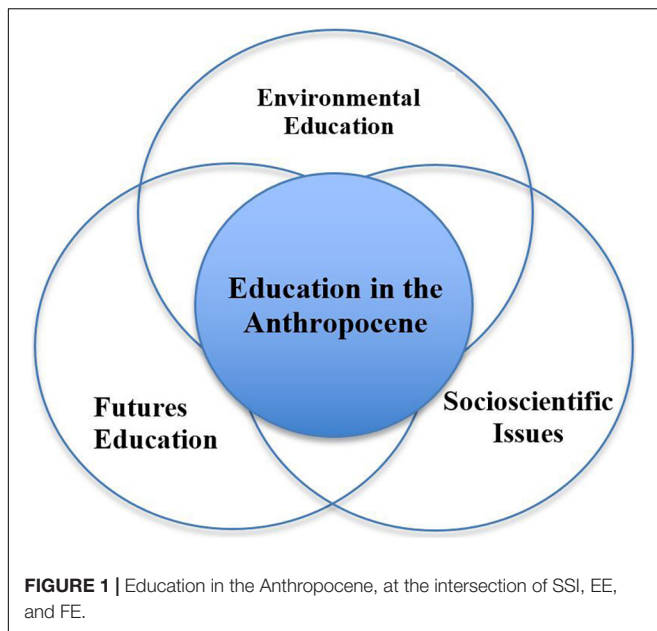 Environmental
Education
Education in the
Anthropocene
Futures
Education
Socioscientific
Issues
FIGURE 1 | Education in the Anthropocene, at the intersection of SSI, EE,
and FE.